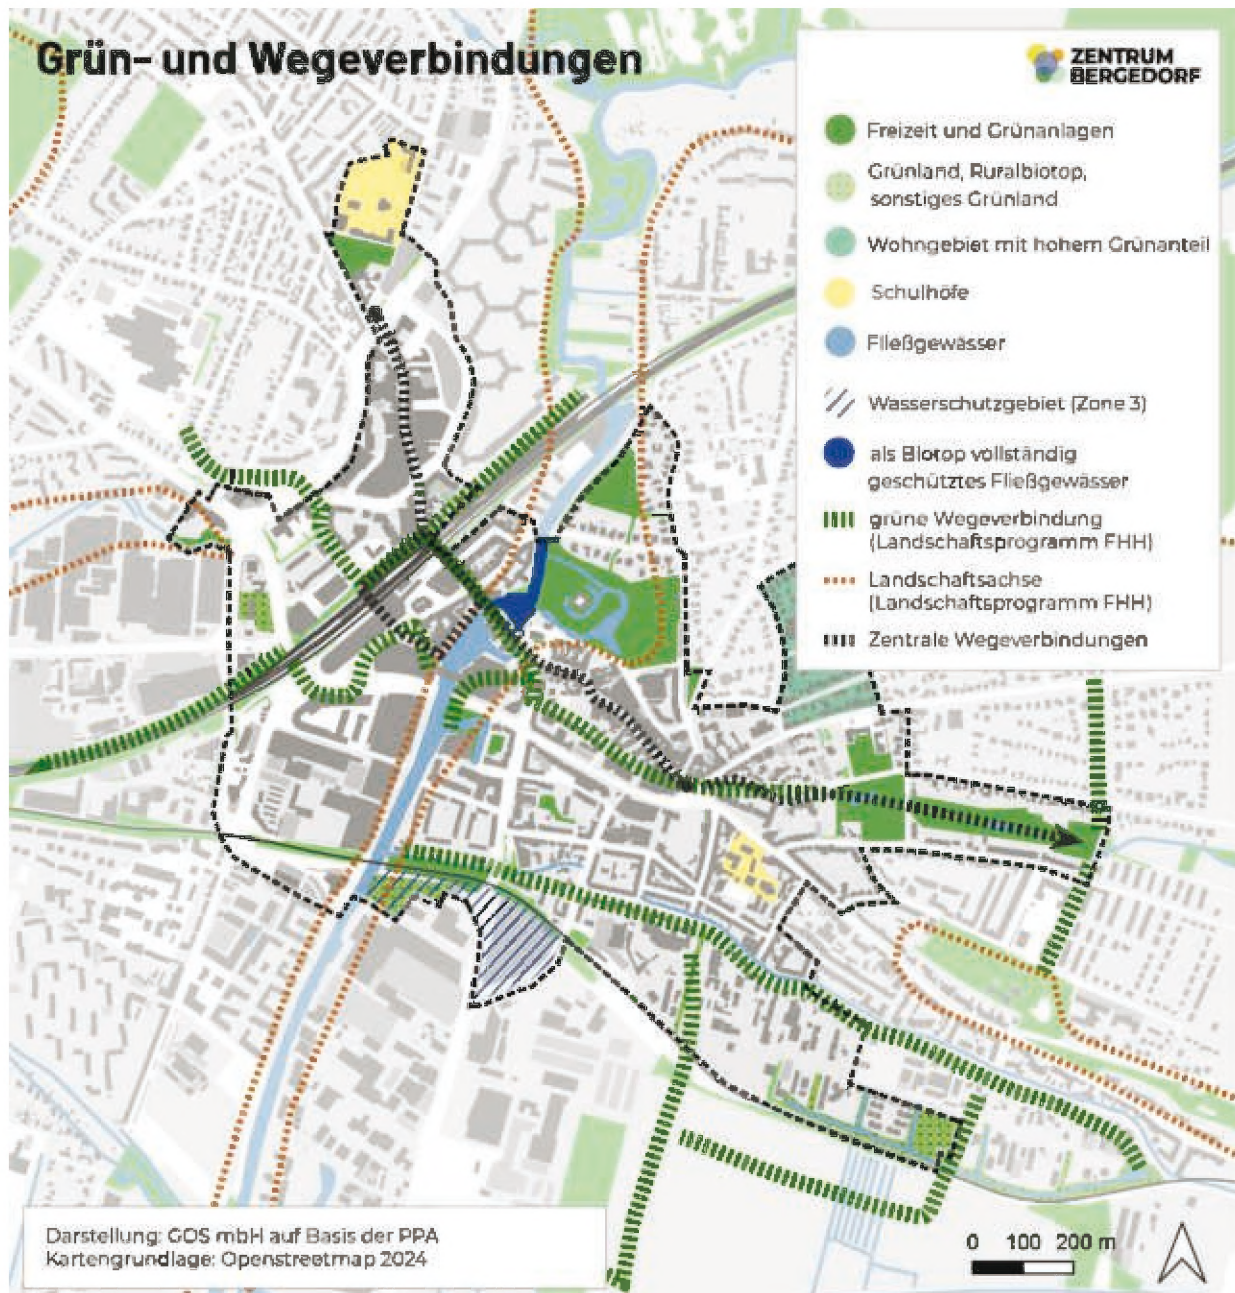 Grün- und Wegeverbindungen
ZENTRUM
BERGEDORF
Freizeit und Grünanlagen
Grünland, Ruralbiotop,
sonstiges Grünland
Wohngebiet mit hohem Grünanteil
Schulhöfe
Fließgewässer
Wasserschutzgebiet (Zone 3)
als Biotop vollständig
geschütztes Fließgewässer
grüne Wegeverbindung
(Landschaftsprogramm FHH)
Landschaftsachse
(Landschaftsprogramm FHH)
Zentrale Wegeverbindungen
Darstellung: GOS mbH auf Basis der PPA
Kartengrundlage: Openstreetmap 2024
0 100 200 m